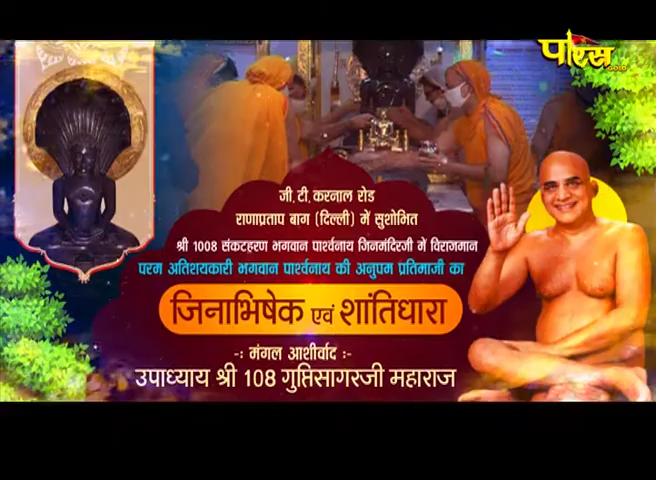 पारस
GOLD
जी. टी. करनाल रोड
राणाप्रताप बाग (दिल्ली) में सुशोभित
श्री 1008 संकटहरण भगवान पार्श्वनाथ जिनमंदिरजी में विराजमान
परम अतिशयकारी भगवान पार्श्वनाथ की अनुपम प्रतिमाजी का
जिनाभिषेक एवं शांतिधारा
-: मंगल आशीर्वाद :-
उपाध्याय श्री 108 गुप्तिसागरजी महाराज